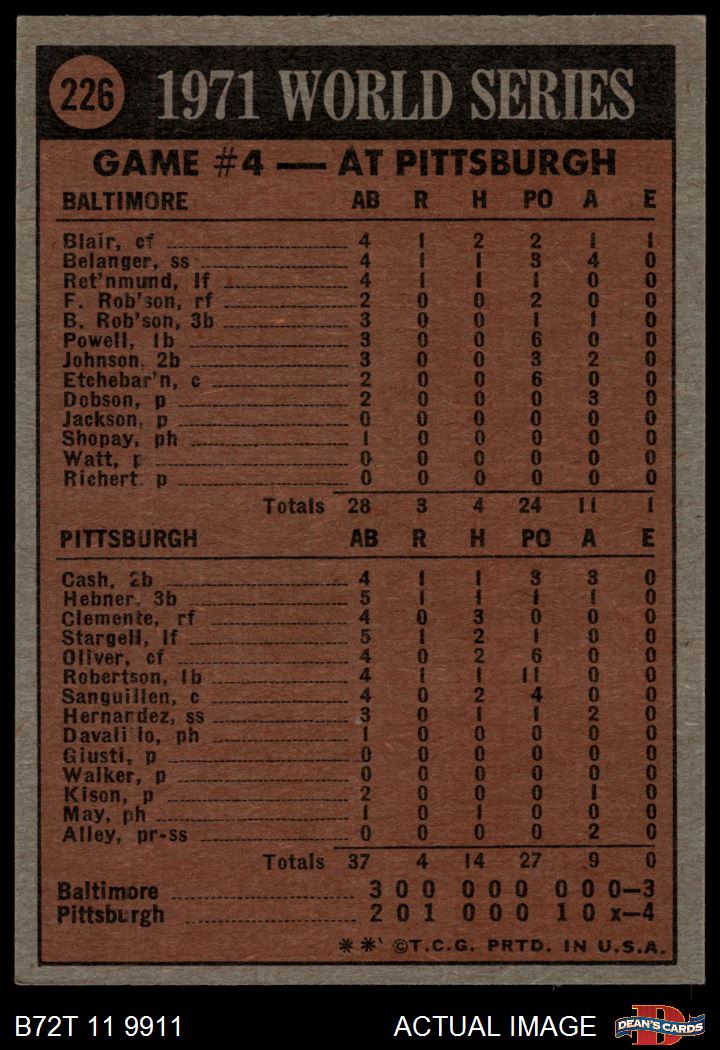 226 1971 WORLD SERIES
GAME #4 — AT PITTSBURGH
BALTIMORE AB R H PO A E
Blair, cf 4 1 2 2 1 1
Belanger, ss 4 1 1 3 4 0
Ret'nmund, lf 4 1 1 1 0 0
F. Rob'son, rf 2 0 0 2 0 0
B. Rob'son, 3b 3 0 0 1 1 0
Powell, 1b 3 0 0 6 0 0
Johnson, 2b 3 0 0 3 2 0
Etchebar'n, c 2 0 0 6 0 0
Dobson, p 2 0 0 0 3 0
Jackson, p 0 0 0 0 0 0
Shopay, ph 1 0 0 0 0 0
Watt, p 0 0 0 0 0 0
Richert, p 0 0 0 0 0 0
Totals 28 3 4 24 11 1
PITTSBURGH AB R H PO A E
Cash, 2b 4 1 1 3 3 0
Hebner, 3b 5 1 1 1 1 0
Clemente, rf 4 0 3 0 0 0
Stargell, lf 5 1 2 1 0 0
Oliver, cf 4 0 2 6 0 0
Robertson, 1b 4 1 1 11 0 0
Sanguillen, c 4 0 2 4 0 0
Hernandez, ss 3 0 1 1 2 0
Davalillo, ph 1 0 0 0 0 0
Giusti, p 0 0 0 0 0 0
Walker, p 0 0 0 0 0 0
Kison, p 2 0 0 0 1 0
May, ph 1 0 1 0 0 0
Alley, pr-ss 0 0 0 0 2 0
Totals 37 4 14 27 9 0
Baltimore 3 0 0 0 0 0 0 0 0—3
Pittsburgh 2 0 1 0 0 0 1 0 x—4
** ©T.C.G. PRTD. IN U.S.A.
B72T 11 9911 ACTUAL IMAGE DEAN'S CARDS